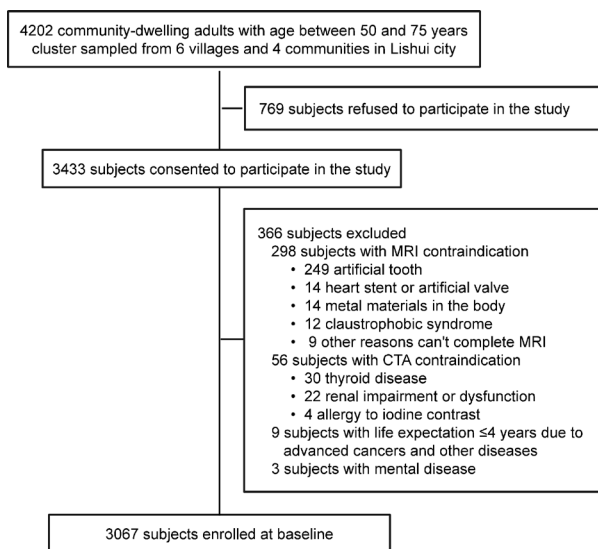 4202 community-dwelling adults with age between 50 and 75 years
cluster sampled from 6 villages and 4 communities in Lishui city
769 subjects refused to participate in the study
3433 subjects consented to participate in the study
366 subjects excluded
298 subjects with MRI contraindication
• 249 artificial tooth
• 14 heart stent or artificial valve
• 14 metal materials in the body
• 12 claustrophobic syndrome
• 9 other reasons can't complete MRI
56 subjects with CTA contraindication
• 30 thyroid disease
• 22 renal impairment or dysfunction
• 4 allergy to iodine contrast
9 subjects with life expectation ≤4 years due to
advanced cancers and other diseases
3 subjects with mental disease
3067 subjects enrolled at baseline